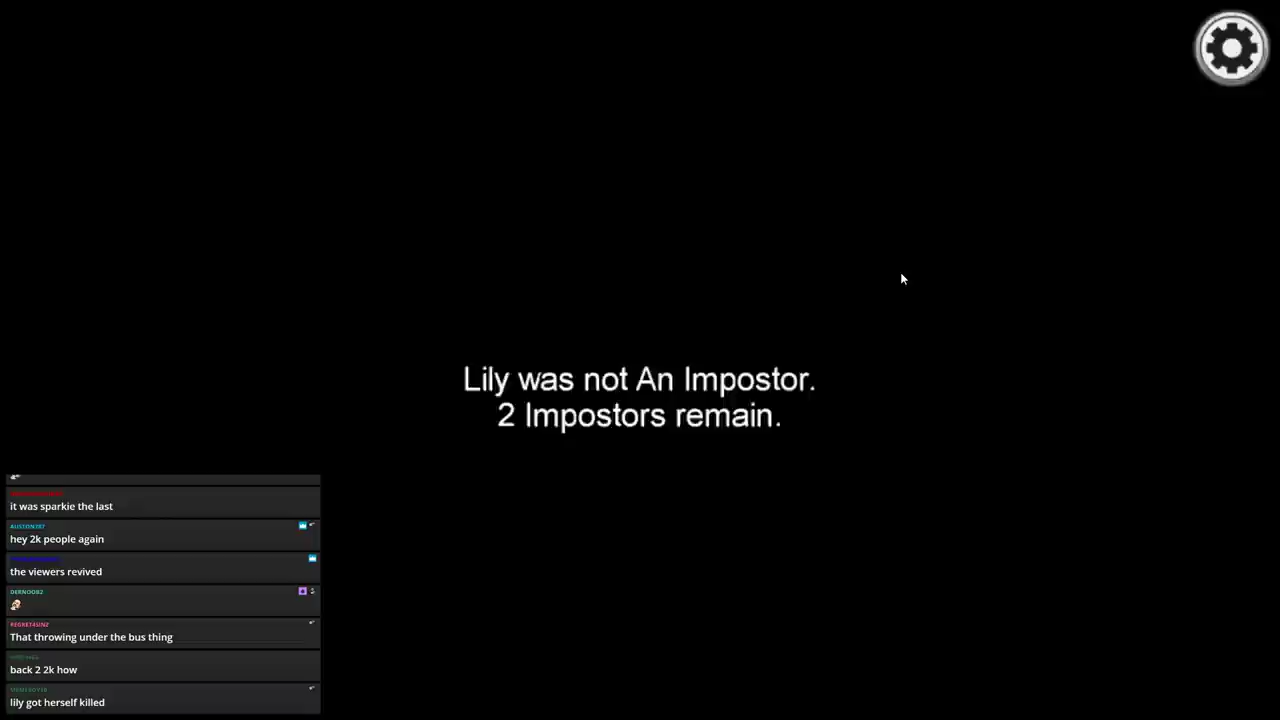 Lily was not An Impostor.
2 Impostors remain.
it was sparkie the last
hey 2k people again
the viewers revived
DERNOOB2
That throwing under the bus thing
back 2 2k how
lily got herself killed